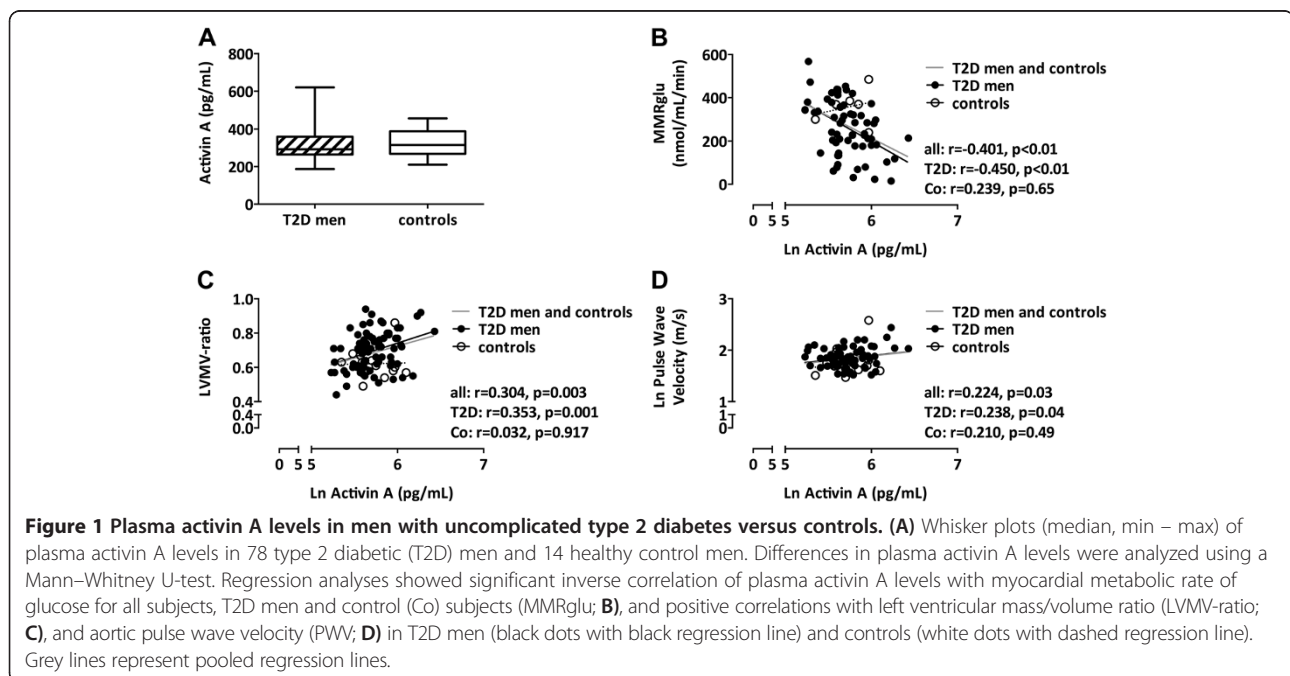 A
Activin A (pg/mL)
800
600
400
200
0
T2D men
controls
B
MMRglu
(nmol/mL/min)
600
400
200
0
T2D men and controls
T2D men
controls
all: r=-0.401, p<0.01
T2D: r=-0.450, p<0.01
Co: r=0.239, p=0.65
0 5 5 6 7
Ln Activin A (pg/mL)
C
LVMV-ratio
1.0
0.8
0.6
0.4
0.4
0.0
T2D men and controls
T2D men
controls
all: r=0.304, p=0.003
T2D: r=0.353, p=0.001
Co: r=0.032, p=0.917
0 5 5 6 7
Ln Activin A (pg/mL)
D
Ln Pulse Wave
Velocity (m/s)
3
2
1
1
0
T2D men and controls
T2D men
controls
all: r=0.224, p=0.03
T2D: r=0.238, p=0.04
Co: r=0.210, p=0.49
0 5 5 6 7
Ln Activin A (pg/mL)
Figure 1 Plasma activin A levels in men with uncomplicated type 2 diabetes versus controls. (A) Whisker plots (median, min – max) of
plasma activin A levels in 78 type 2 diabetic (T2D) men and 14 healthy control men. Differences in plasma activin A levels were analyzed using a
Mann–Whitney U-test. Regression analyses showed significant inverse correlation of plasma activin A levels with myocardial metabolic rate of
glucose for all subjects, T2D men and control (Co) subjects (MMRglu; B), and positive correlations with left ventricular mass/volume ratio (LVMV-ratio;
C), and aortic pulse wave velocity (PWV; D) in T2D men (black dots with black regression line) and controls (white dots with dashed regression line).
Grey lines represent pooled regression lines.